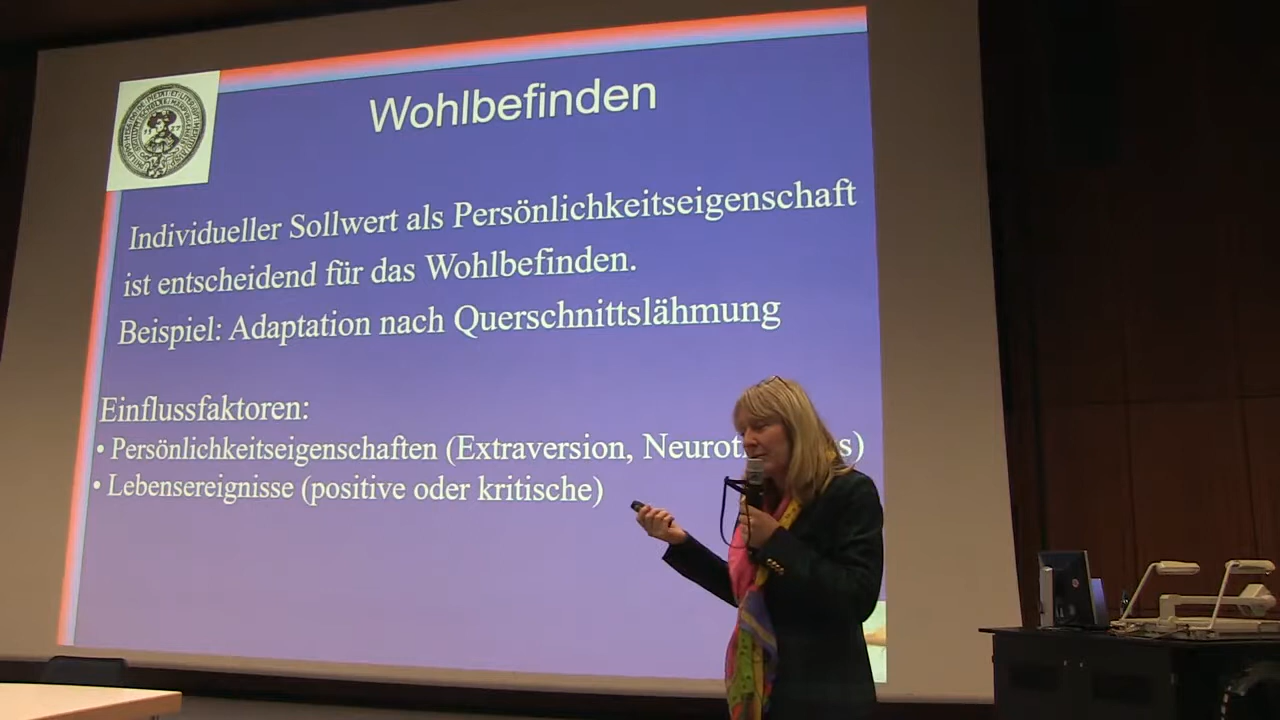 Wohlbefinden
Individueller Sollwert als Persönlichkeitseigenschaft
ist entscheidend für das Wohlbefinden.
Beispiel: Adaptation nach Querschnittslähmung
Einflussfaktoren:
• Persönlichkeitseigenschaften (Extraversion,
• Lebensereignisse (positive oder kritische)